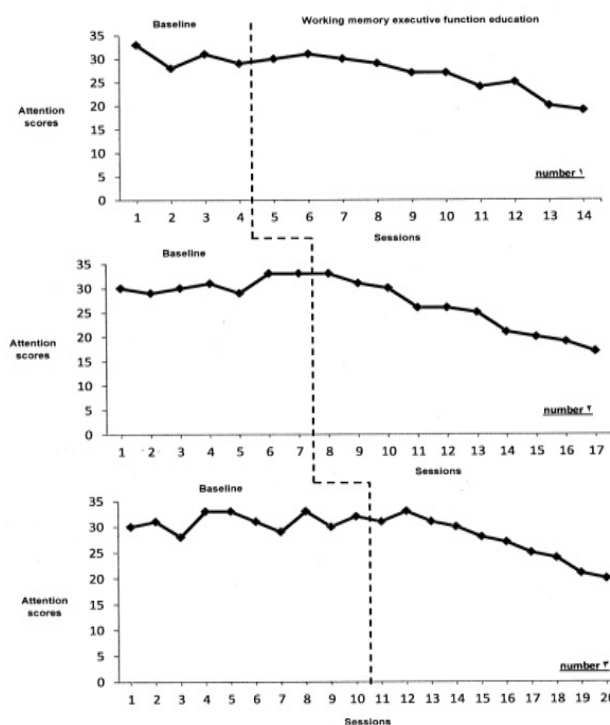 Baseline Working memory executive function education
35
30
25
20
15
10
5
0
Attention
scores
number ۱
1 2 3 4 5 6 7 8 9 10 11 12 13 14
Sessions
Baseline
35
30
25
20
15
10
5
0
Attention
scores
number ۲
1 2 3 4 5 6 7 8 9 10 11 12 13 14 15 16 17
Sessions
Baseline
35
30
25
20
15
10
5
0
Attention
scores
number ۳
1 2 3 4 5 6 7 8 9 10 11 12 13 14 15 16 17 18 19 20
Sessions